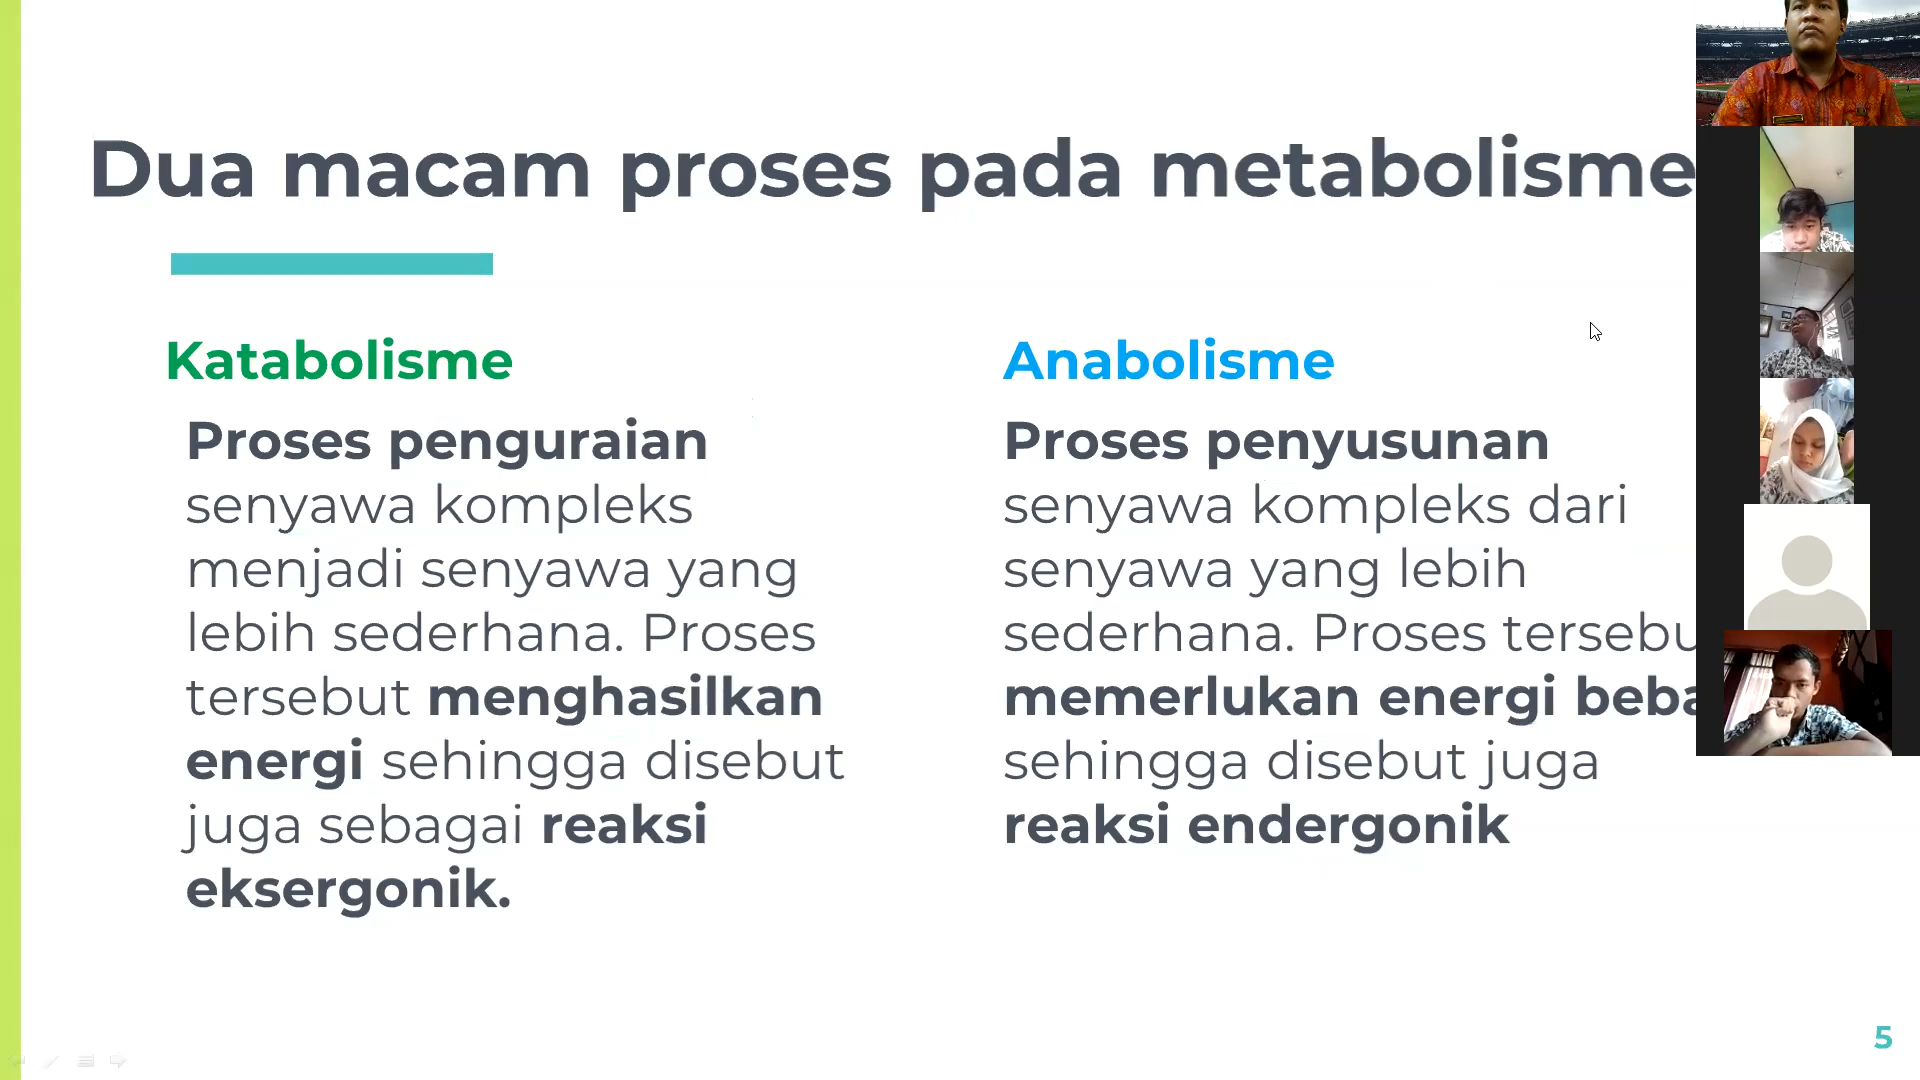 Dua macam proses pada metabolisme
Katabolisme
Proses penguraian
senyawa kompleks
menjadi senyawa yang
lebih sederhana. Proses
tersebut menghasilkan
energi sehingga disebut
juga sebagai reaksi
eksergonik.
Anabolisme
Proses penyusunan
senyawa kompleks dari
senyawa yang lebih
sederhana. Proses tersebu
memerlukan energi beba
sehingga disebut juga
reaksi endergonik
5